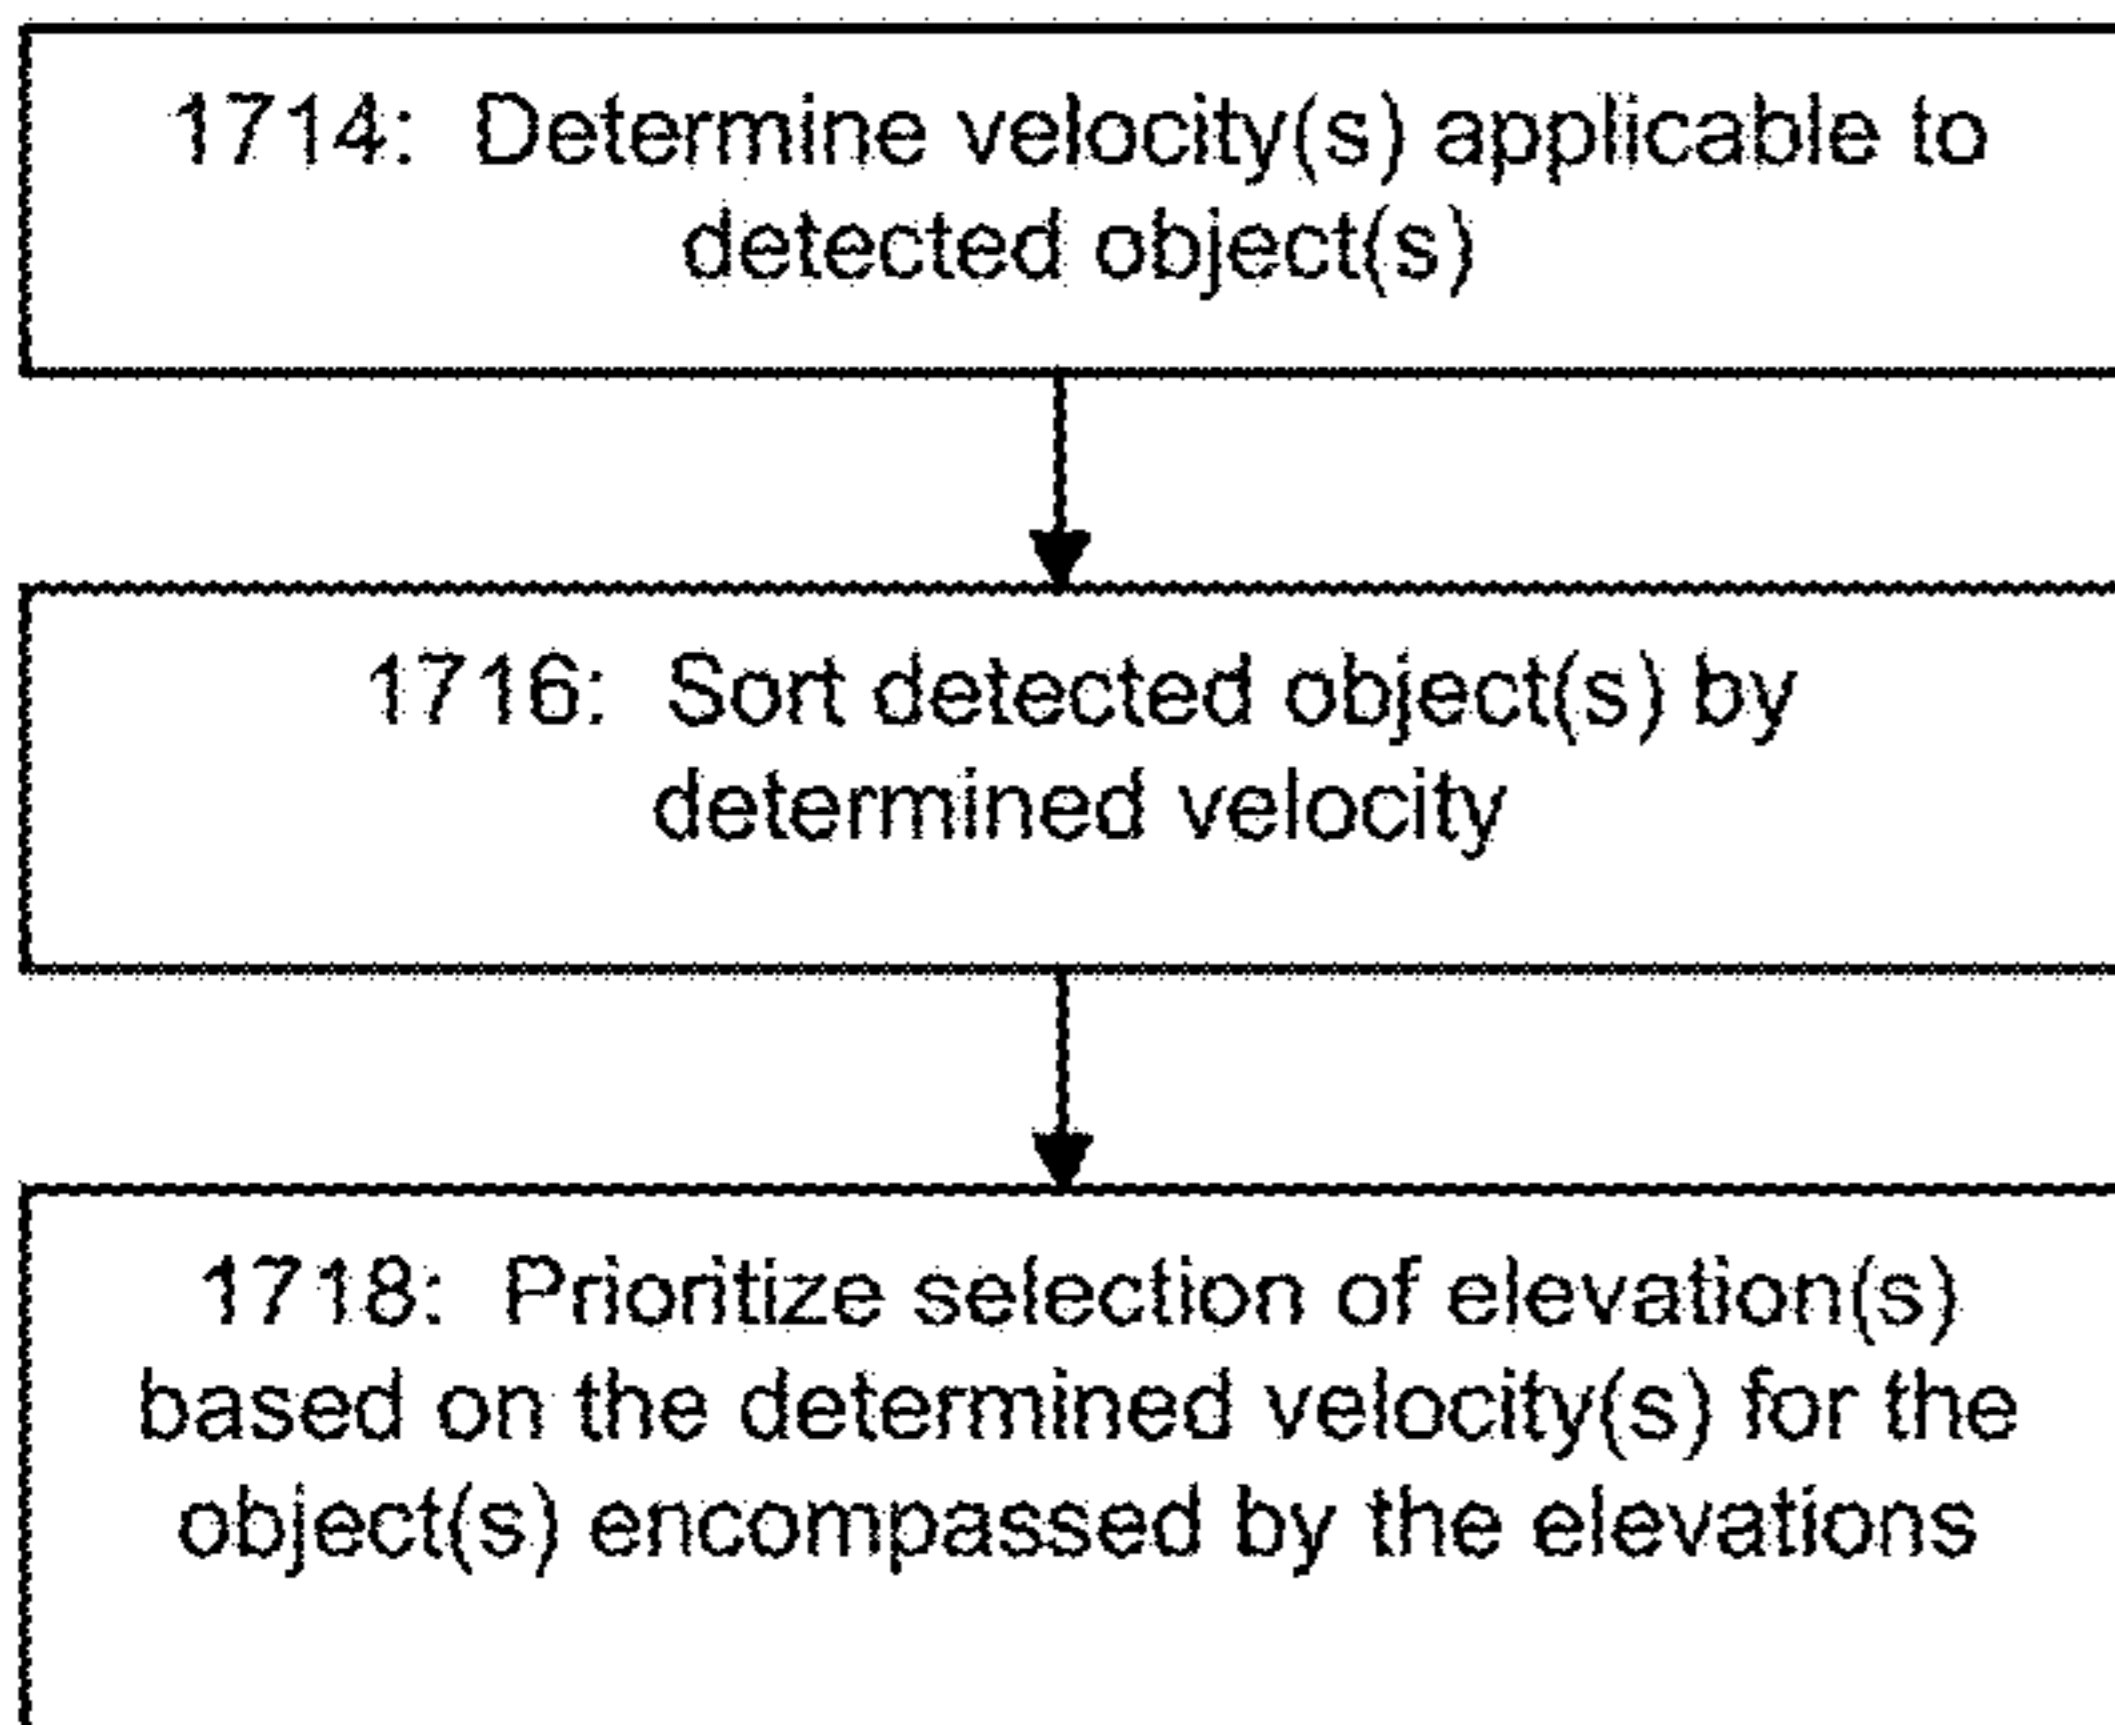 1714: Determine velocity(s) applicable to
detected object(s)
1716: Sort detected object(s) by
determined velocity
1718: Prioritize selection of elevation(s)
based on the determined velocity(s) for the
object(s) encompassed by the elevations